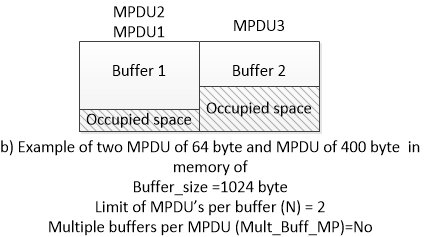 MPDU2
MPDU1
MPDU3
Buffer 1
Buffer 2
Occupied space
Occupied space
b) Example of two MPDU of 64 byte and MPDU of 400 byte in
memory of
Buffer_size =1024 byte
Limit of MPDU's per buffer (N) = 2
Multiple buffers per MPDU (Mult_Buff_MP)=No